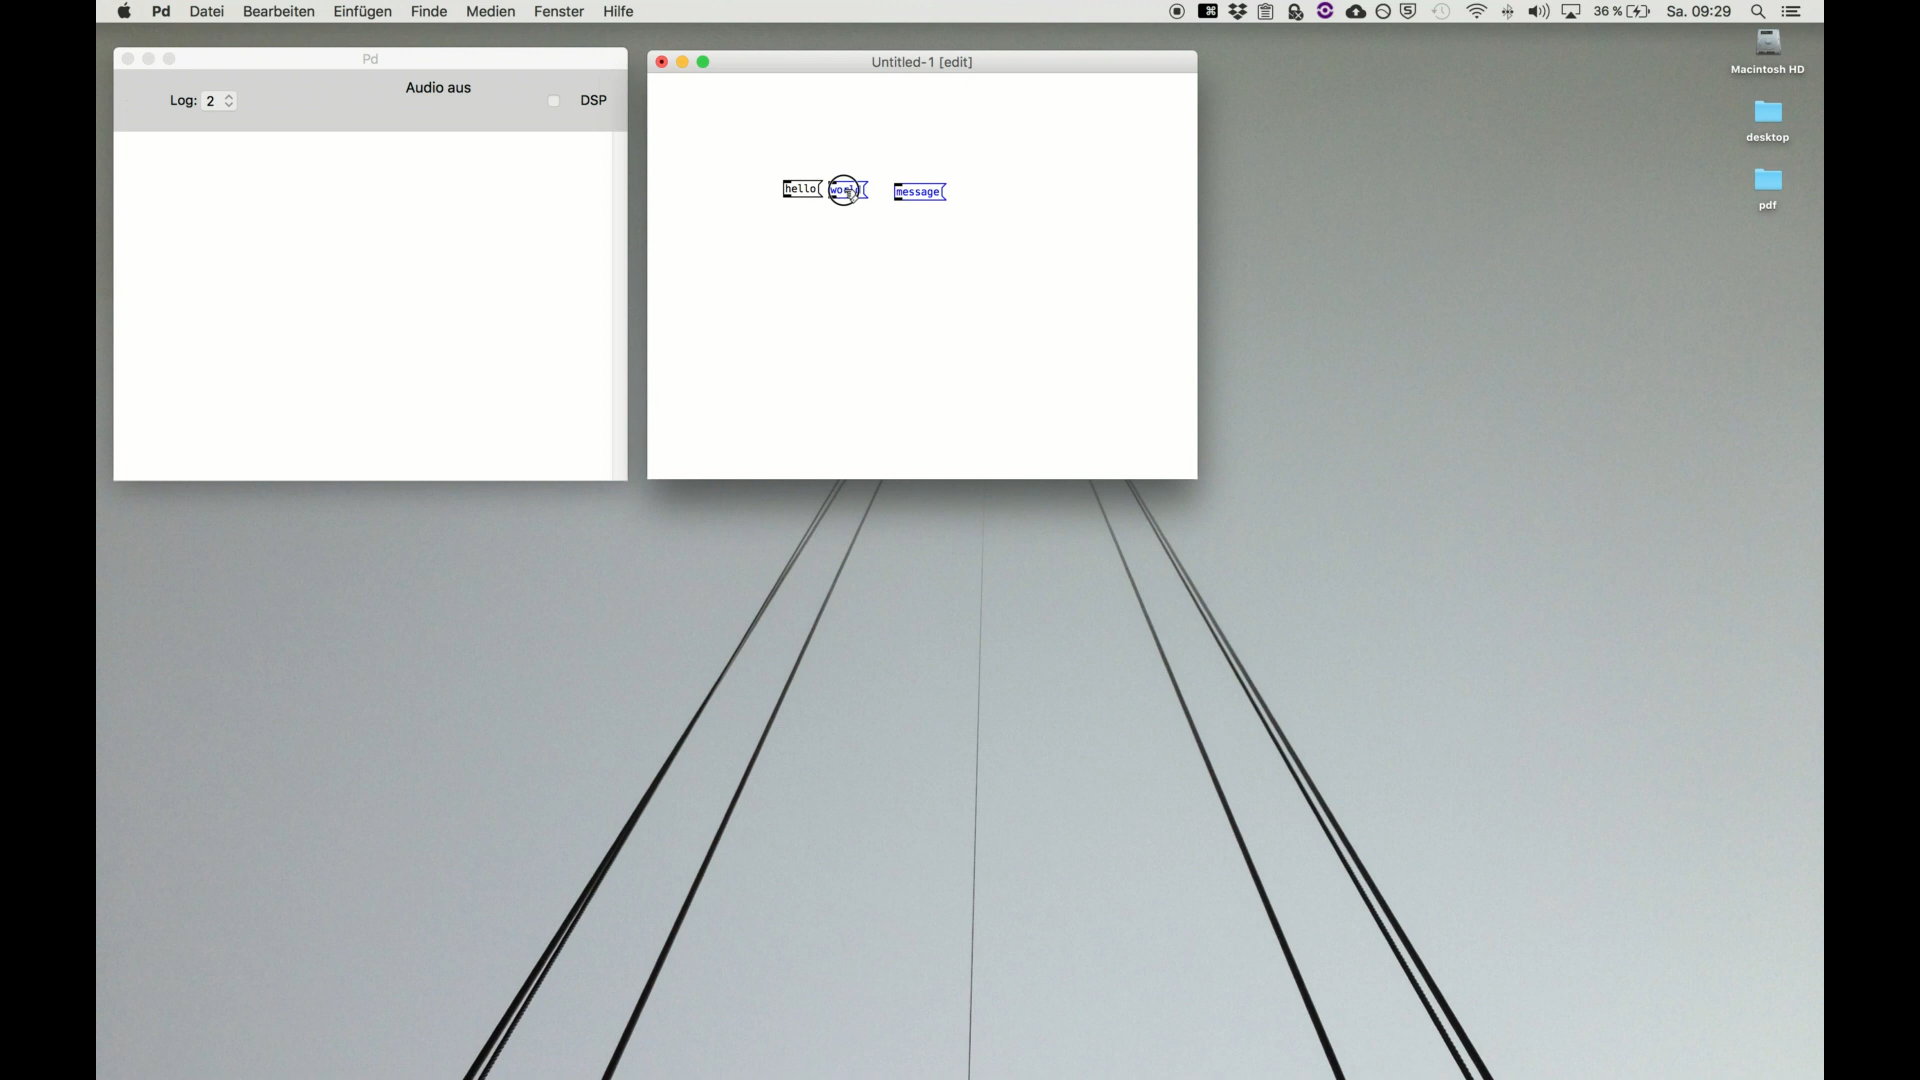 Pd Datei Bearbeiten Einfügen Finde Medien Fenster Hilfe 36 % Sa. 09:29
Pd
Audio aus
Log: 2 DSP
Untitled-1 [edit]
hello message
Macintosh HD
desktop
pdf